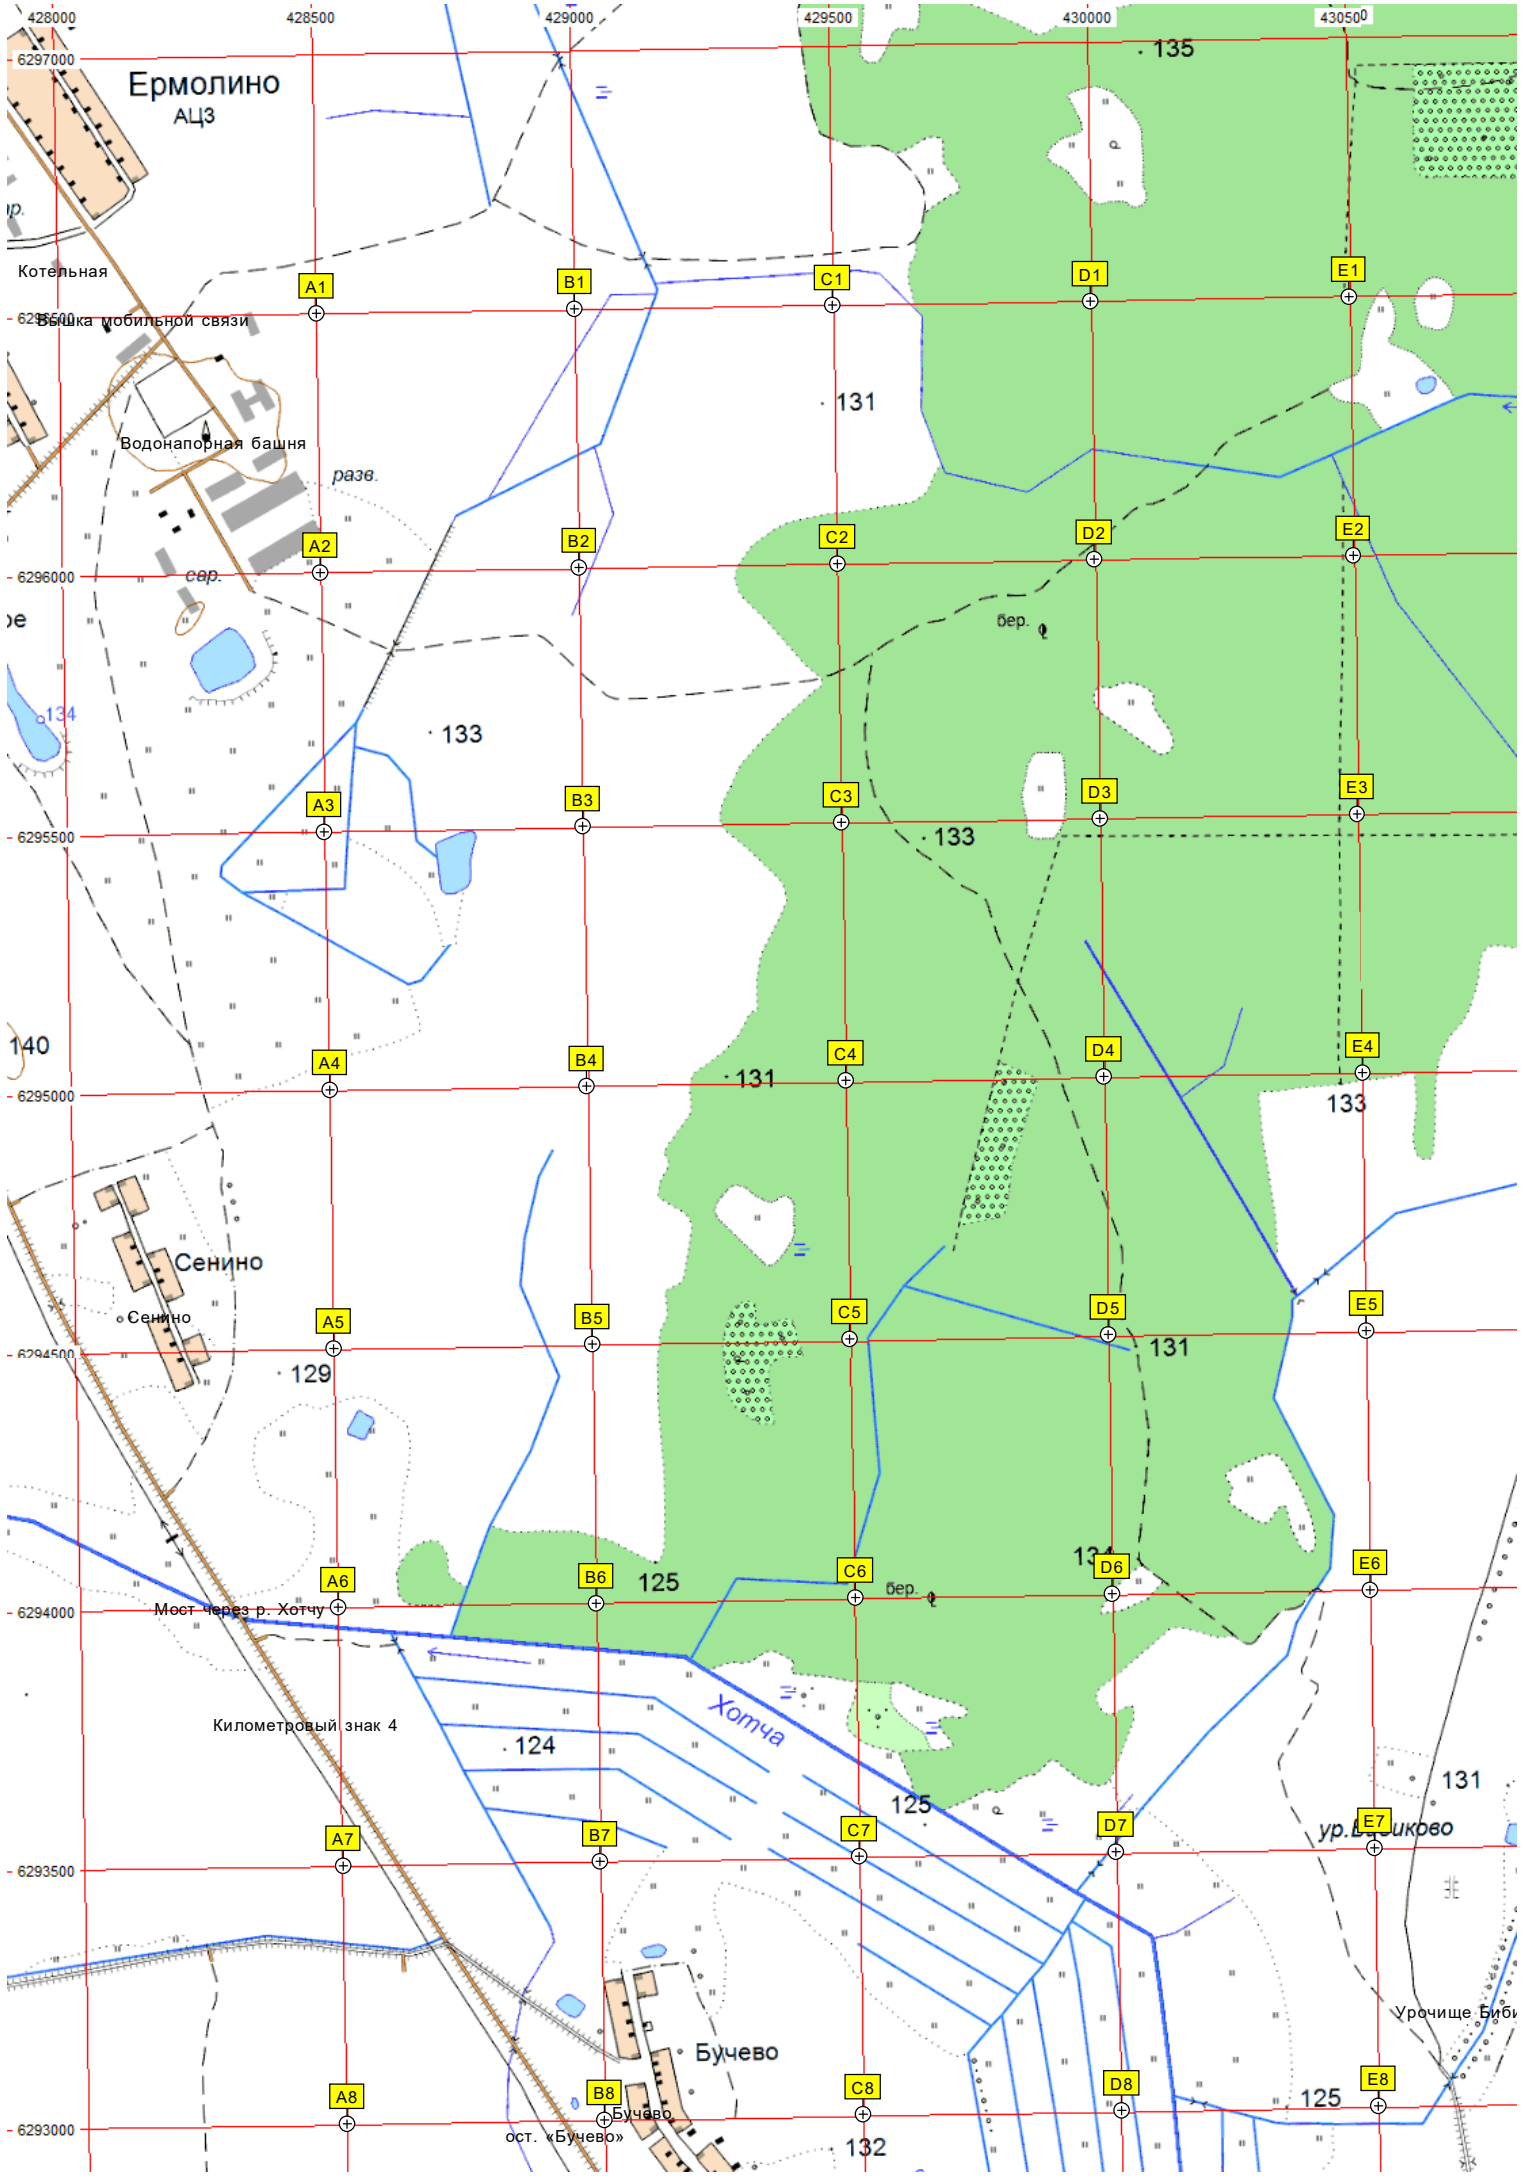 428000 428500 429000 429500 430000 430500
6297000
Ермолино
АЦЗ
135
Котельная
A1 B1 C1 D1 E1
Вышка мобильной связи
131
Водонапорная башня
разв.
A2 B2 C2 D2 E2
6296000
сар.
бер.
134
133
A3 B3 C3 D3 E3
6295500
133
140
A4 B4 C4 D4 E4
131
6295000
133
Сенино
Сенино
A5 B5 C5 D5 E5
6294500
131
129
A6 B6 C6 D6 E6
125
бер.
6294000
Мост через р. Хотчу
Хотча
Километровый знак 4
124
131
125
A7 B7 C7 D7 E7
6293500
Урочище Биби
Бучево
A8 B8 C8 D8 E8
125
Бучево
6293000
ост. «Бучево»
132